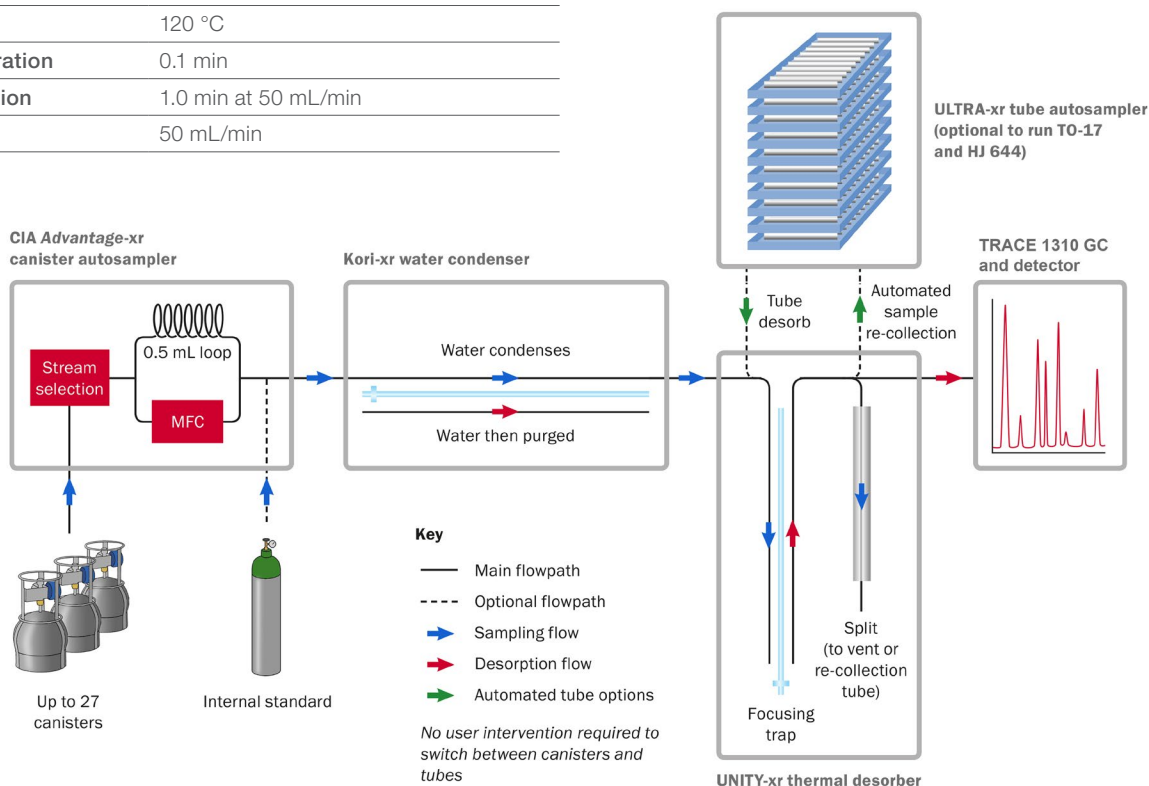 120 °C
ration 0.1 min
ion 1.0 min at 50 mL/min
50 mL/min
ULTRA-xr tube autosampler
(optional to run TO-17
and HJ 644)
CIA Advantage-xr
canister autosampler
Kori-xr water condenser
TRACE 1310 GC
and detector
Tube
desorb
Automated
sample
re-collection
Stream
selection
0.5 mL loop
MFC
Water condenses
Water then purged
Up to 27
canisters
Internal standard
Key
Main flowpath
Optional flowpath
Sampling flow
Desorption flow
Automated tube options
No user intervention required to
switch between canisters and
tubes
Split
(to vent or
re-collection
tube)
Focusing
trap
UNITY-xr thermal desorber